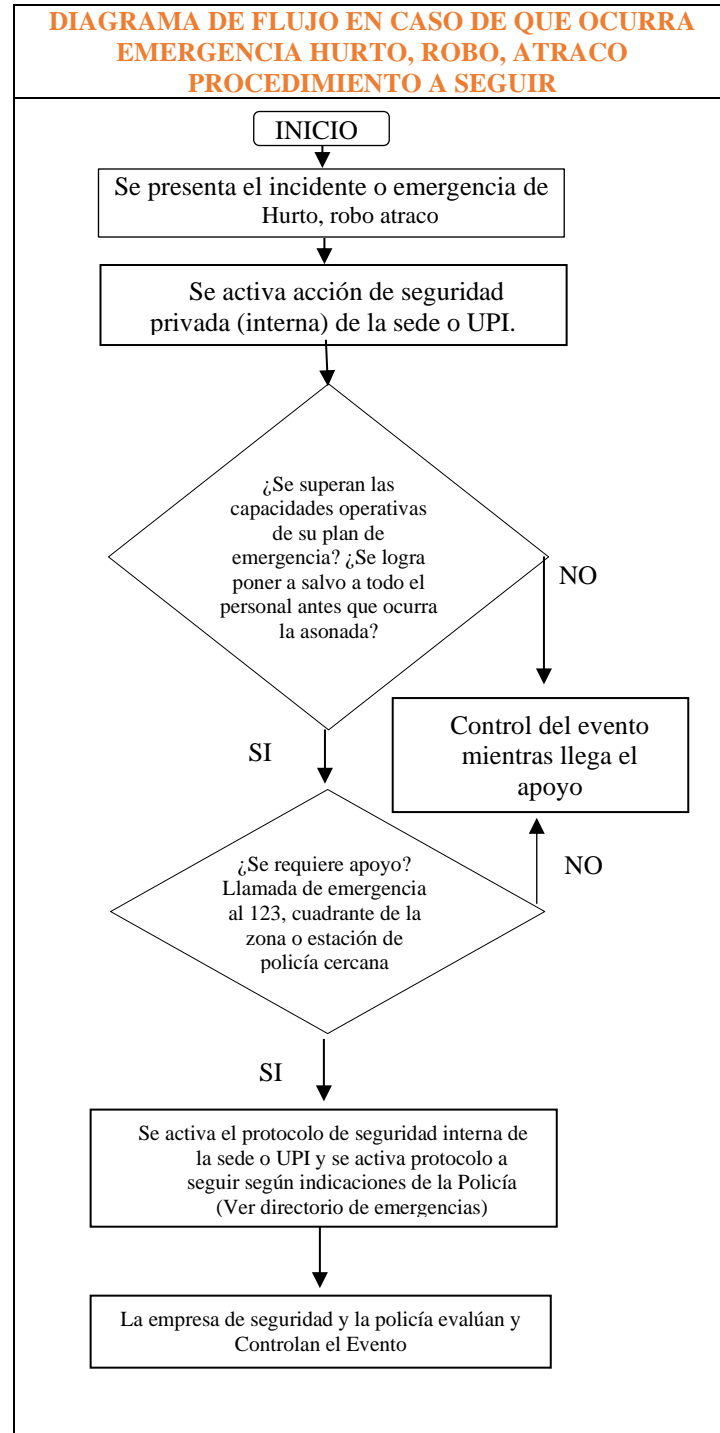 DIAGRAMA DE FLUJO EN CASO DE QUE OCURRA
EMERGENCIA HURTO, ROBO, ATRACO
PROCEDIMIENTO A SEGUIR
INICIO
Se presenta el incidente o emergencia de
Hurto, robo atraco
Se activa acción de seguridad
privada (interna) de la sede o UPI.
¿Se superan las
capacidades operativas
de su plan de
emergencia? ¿Se logra
poner a salvo a todo el
personal antes que ocurra
la asonada?
NO
Control del evento
mientras llega el
apoyo
SI
¿Se requiere apoyo?
Llamada de emergencia
al 123, cuadrante de la
zona o estación de
policía cercana
NO
SI
Se activa el protocolo de seguridad interna de
la sede o UPI y se activa protocolo a
seguir según indicaciones de la Policía
(Ver directorio de emergencias)
La empresa de seguridad y la policía evalúan y
Controlan el Evento